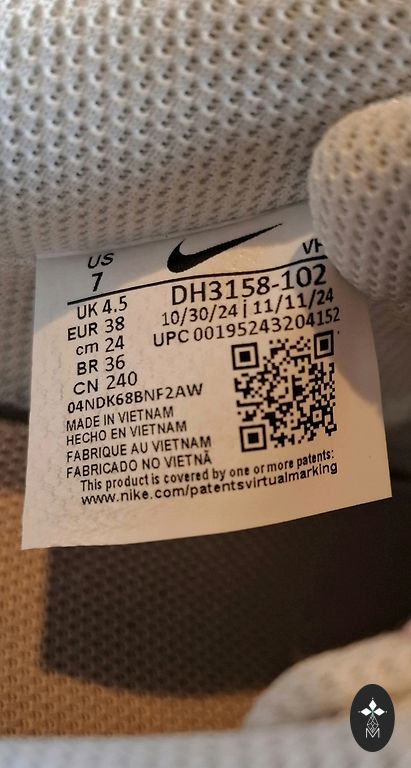 US
7
UK 4.5
EUR 38
cm 24
BR 36
CN 240
04NDK68BNF2AW
MADE IN VIETNAM
HECHO EN VIETNAM
FABRIQUE AU VIETNAM
FABRICADO NO VIETNÃ
DH3158-102
10/30/24 | 11/11/24
UPC 00195243204152
This product is covered by one or more patents:
www.nike.com/patentsvirtualmarking
M